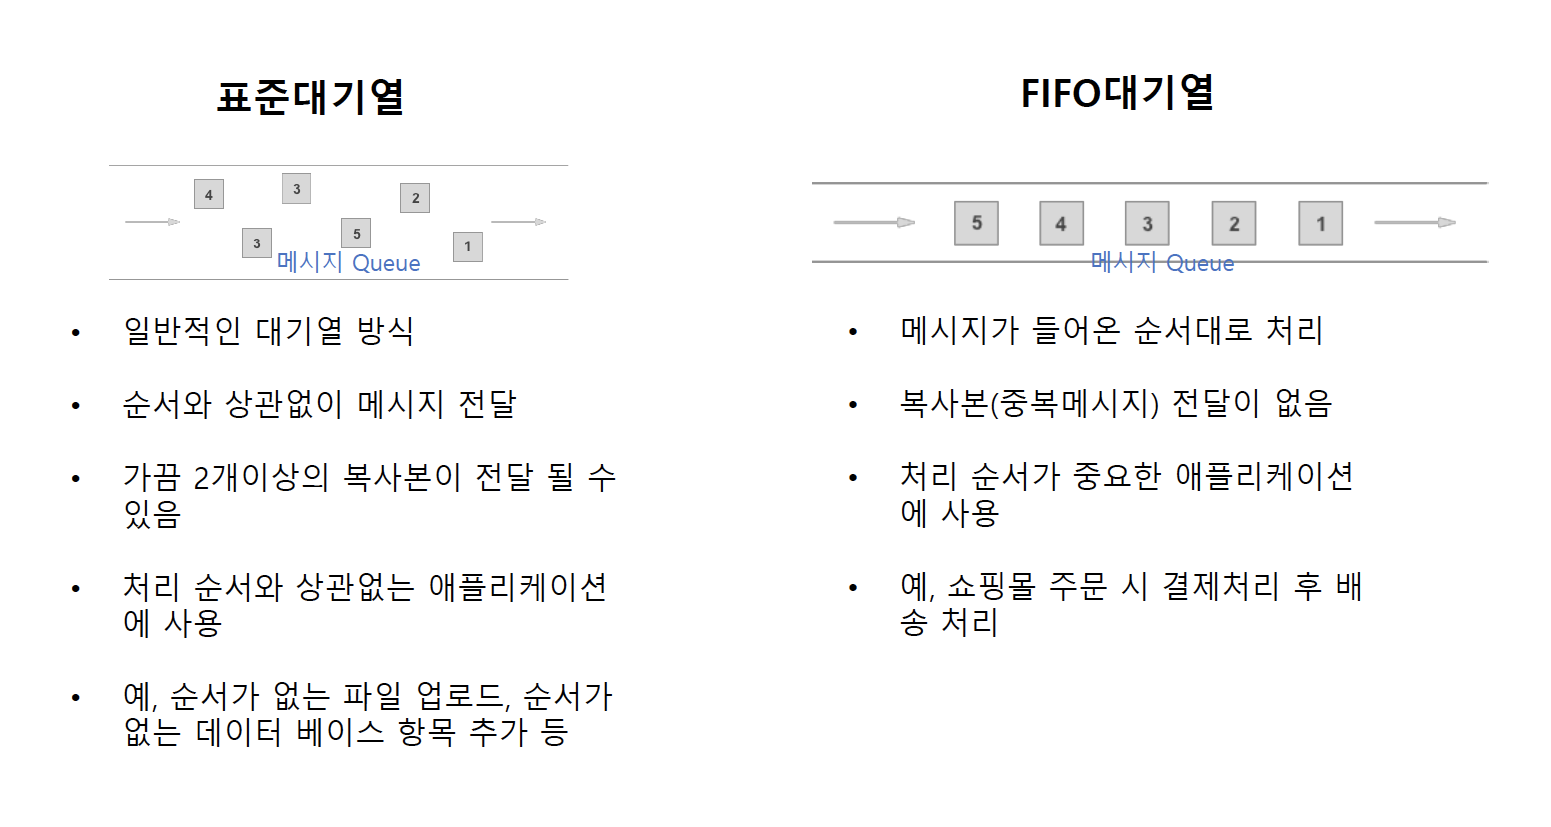 표준대기열
4
3
2
3
5
1
메시지 Queue
• 일반적인 대기열 방식
• 순서와 상관없이 메시지 전달
• 가끔 2개이상의 복사본이 전달 될 수
있음
• 처리 순서와 상관없는 애플리케이션
에 사용
• 예, 순서가 없는 파일 업로드, 순서가
없는 데이터 베이스 항목 추가 등
FIFO대기열
5 4 3 2 1
메시지 Queue
• 메시지가 들어온 순서대로 처리
• 복사본(중복메시지) 전달이 없음
• 처리 순서가 중요한 애플리케이션
에 사용
• 예, 쇼핑몰 주문 시 결제처리 후 배
송 처리